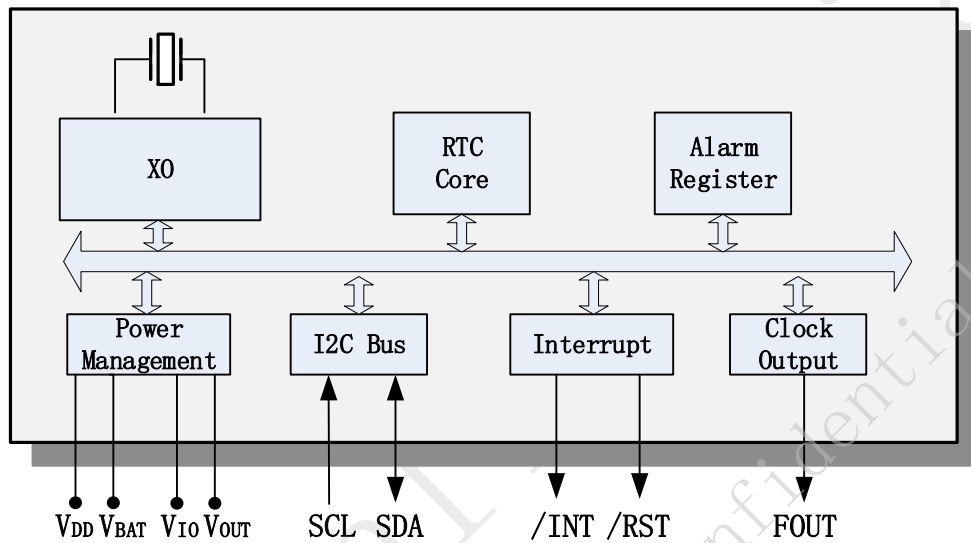 XO
RTC
Core
Alarm
Register
Power
Management
I2C Bus
Interrupt
Clock
Output
VDD VBAT VIO VOUT SCL SDA /INT /RST FOUT